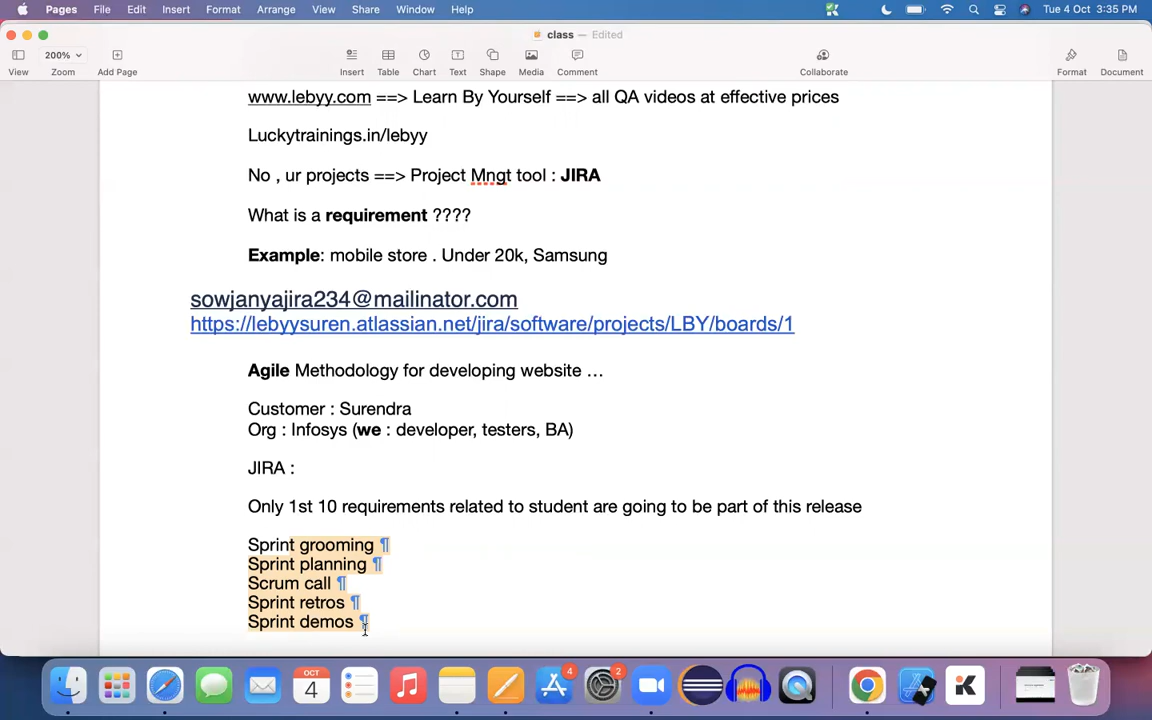 Pages File Edit Insert Format Arrange View Share Window Help Tue 4 Oct 3:35 PM
class — Edited
200%
View Zoom Add Page Insert Table Chart Text Shape Media Comment Collaborate Format Document
www.lebyy.com ==> Learn By Yourself ==> all QA videos at effective prices
Luckytrainings.in/lebyy
No , ur projects ==> Project Mngt tool : JIRA
What is a requirement ????
Example: mobile store . Under 20k, Samsung
sowjanyajira234@mailinator.com
https://lebyysuren.atlassian.net/jira/software/projects/LBY/boards/1
Agile Methodology for developing website …
Customer : Surendra
Org : Infosys (we : developer, testers, BA)
JIRA :
Only 1st 10 requirements related to student are going to be part of this release
Sprint grooming ¶
Sprint planning ¶
Scrum call ¶
Sprint retros ¶
Sprint demos ¶
OCT
4
4
2